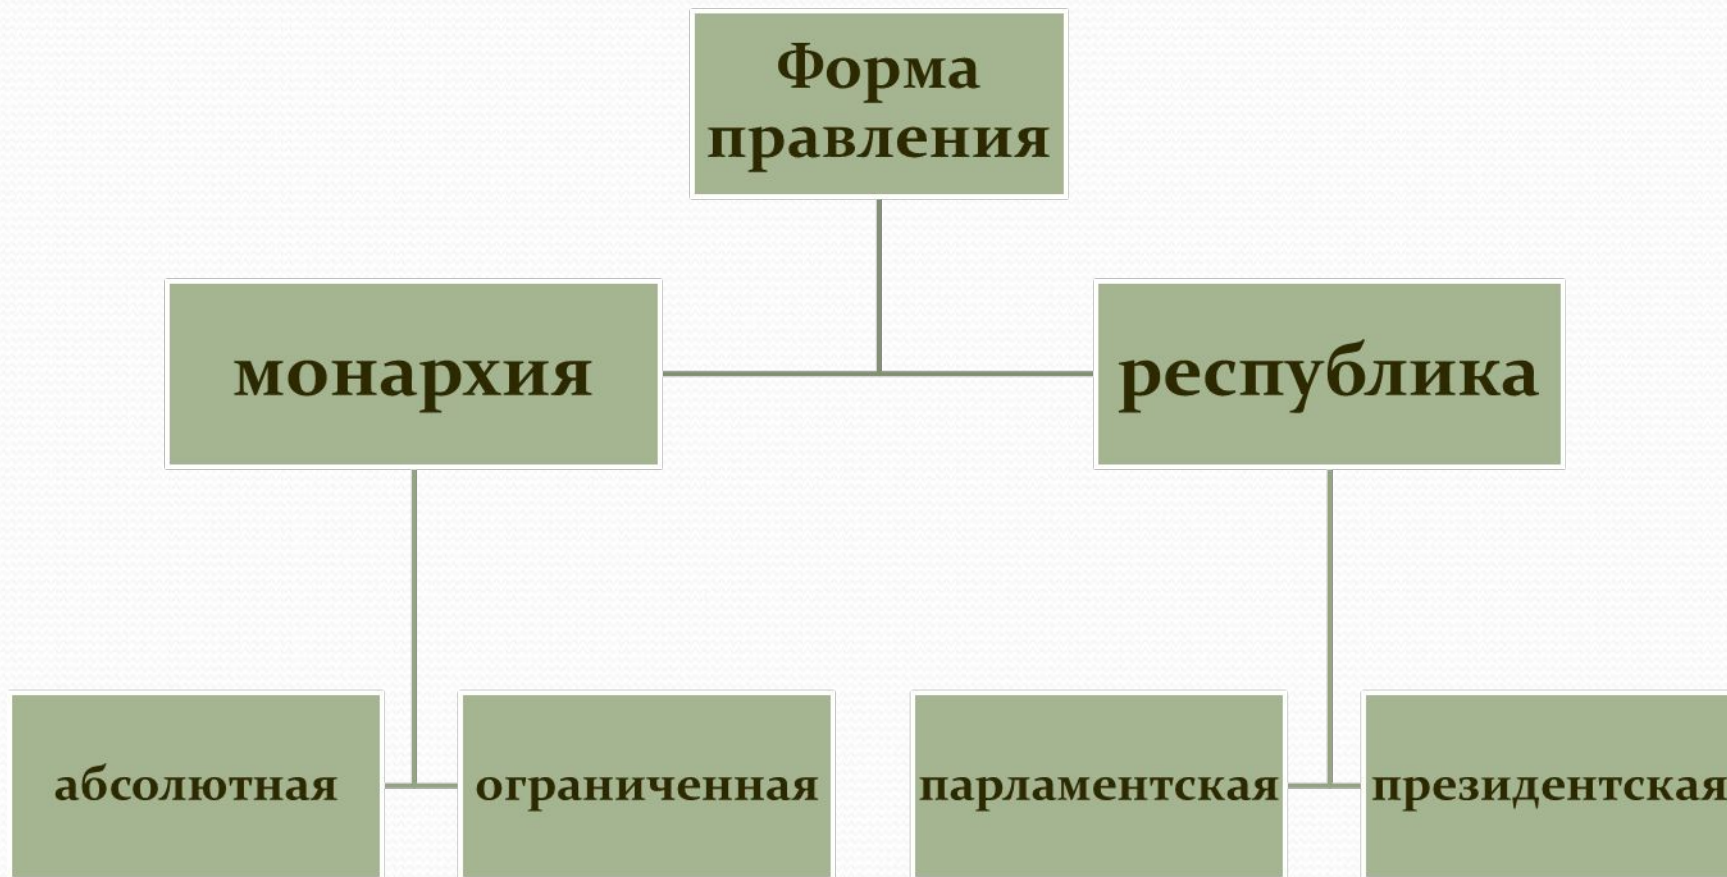 Форма
правления
монархия
республика
абсолютная
ограниченная
парламентская
президентская